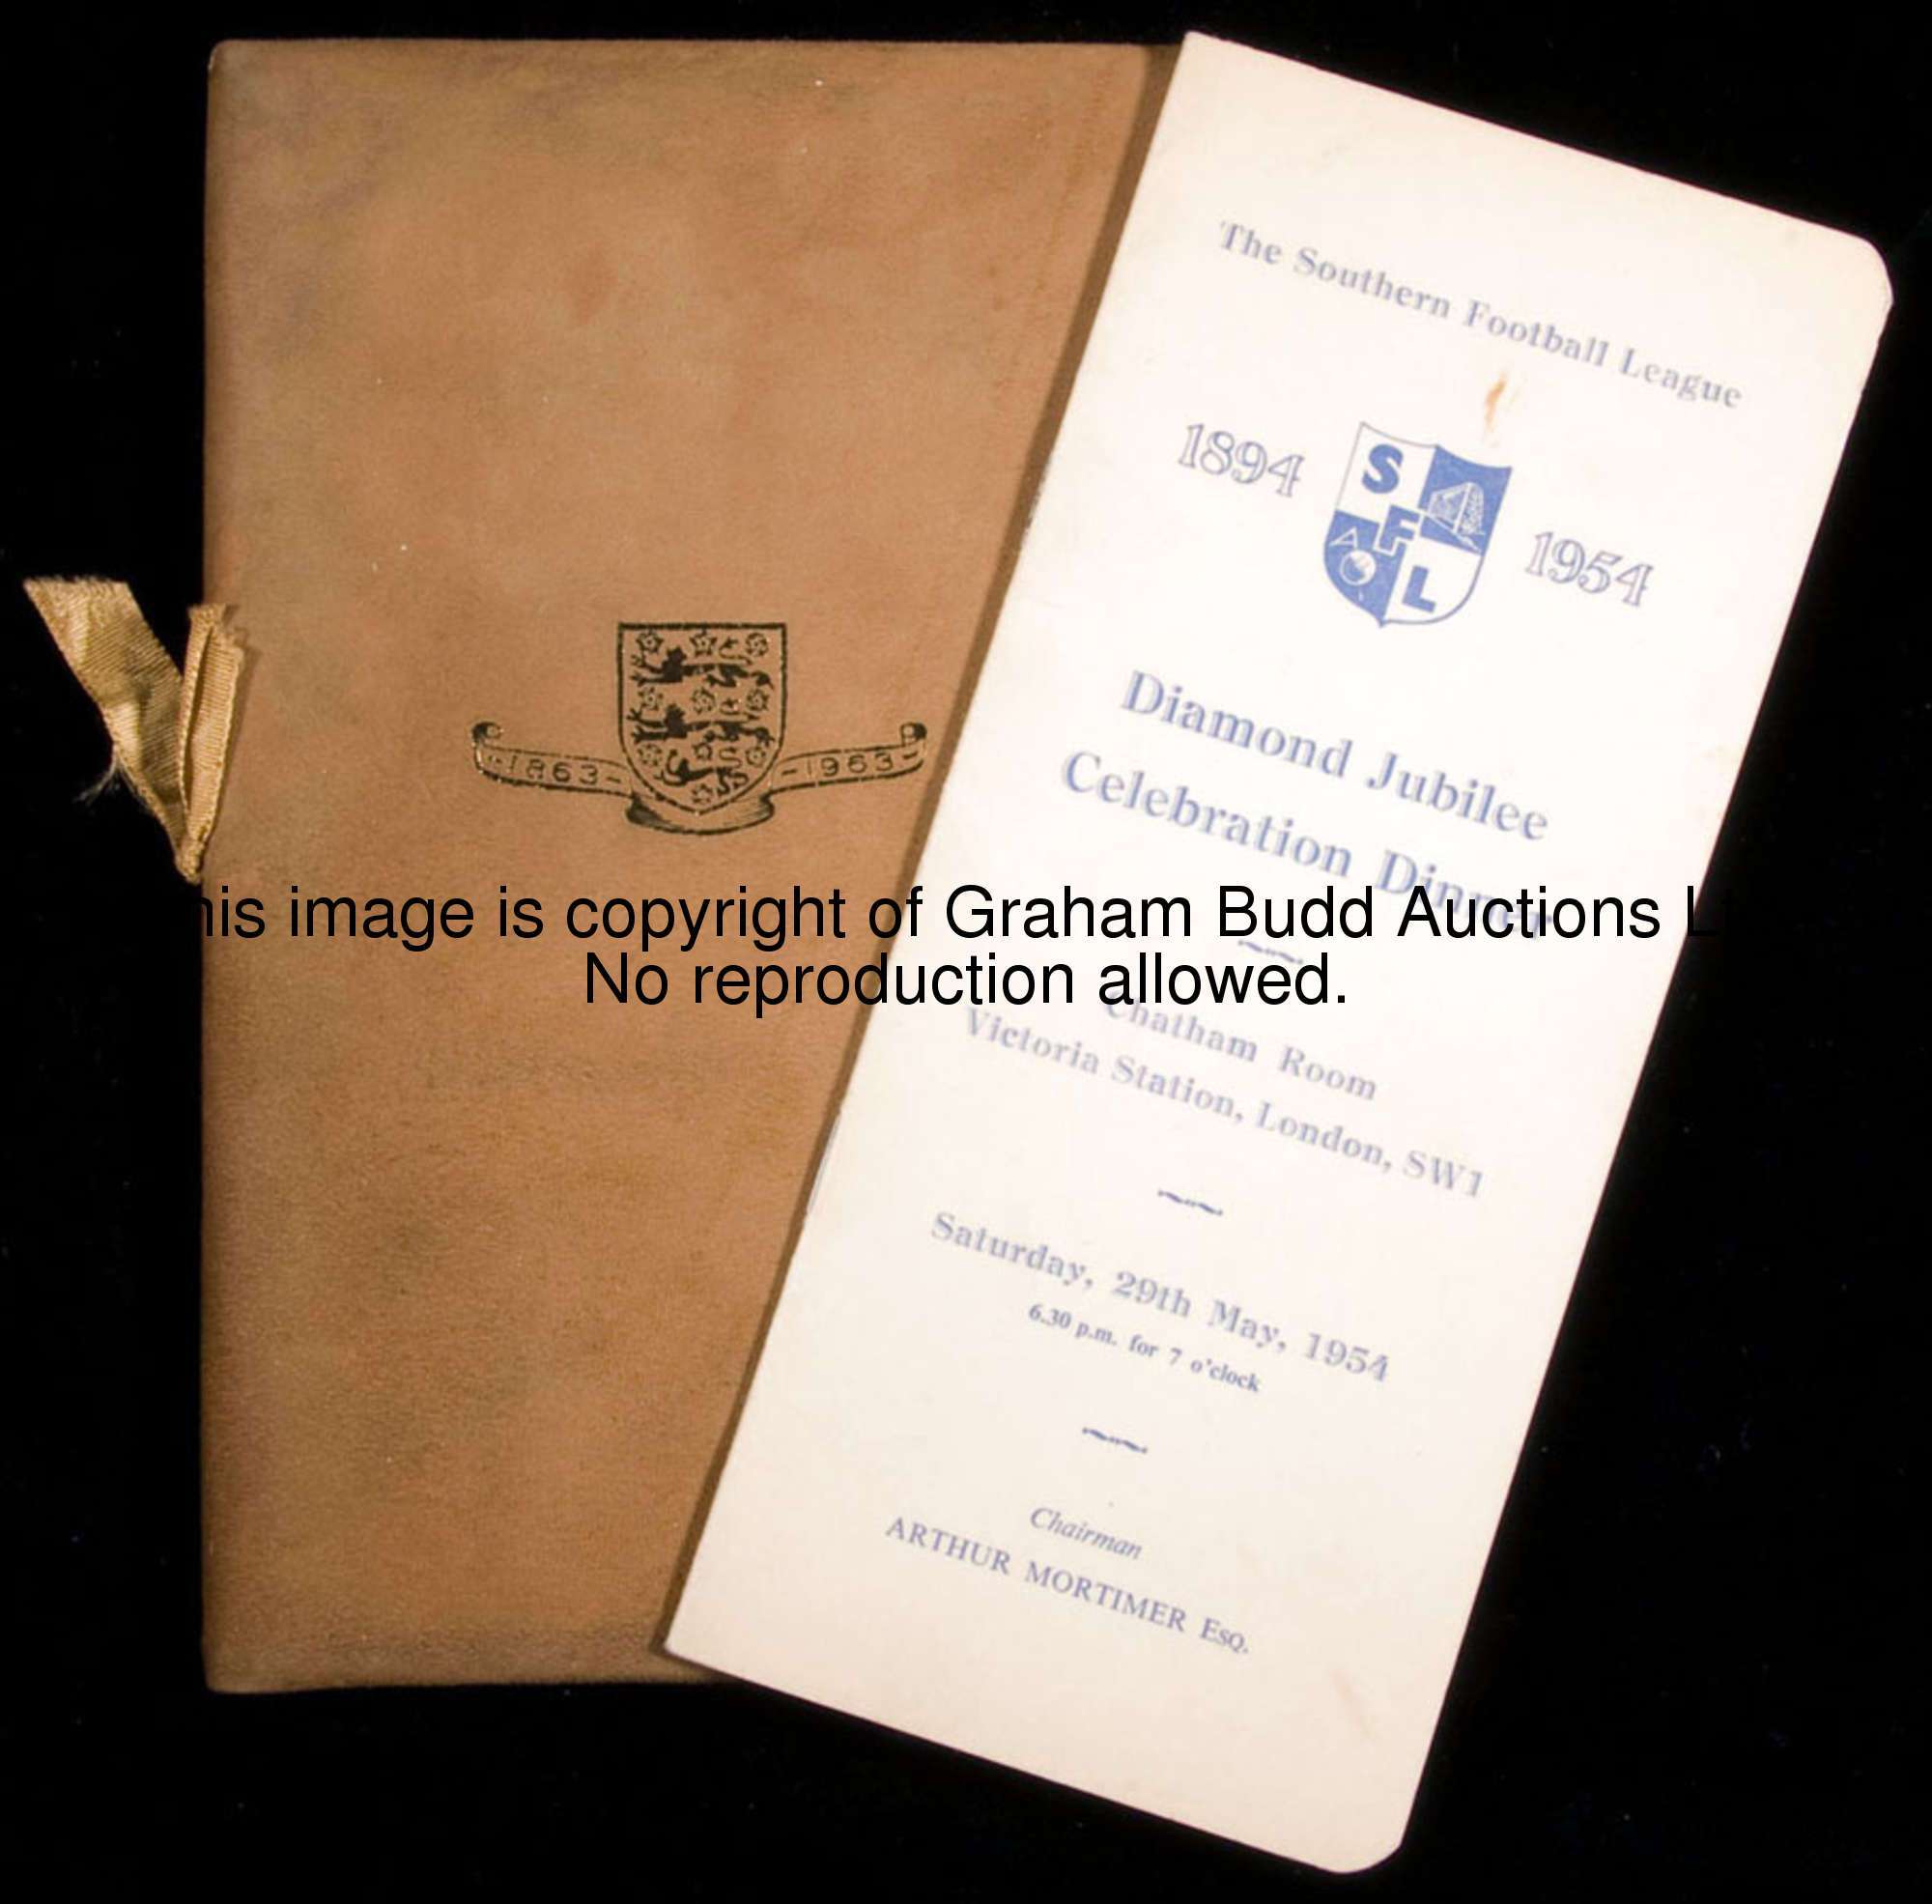 -1863-
-1963-
The Southern Football League
1894
S
F
L
A
1954
Diamond Jubilee
Celebration Dinner
Chatham Room
Victoria Station, London, SW1
Saturday, 29th May, 1954
6.30 p.m. for 7 o'clock
Chairman
ARTHUR MORTIMER Esq.
his image is copyright of Graham Budd Auctions L
No reproduction allowed.